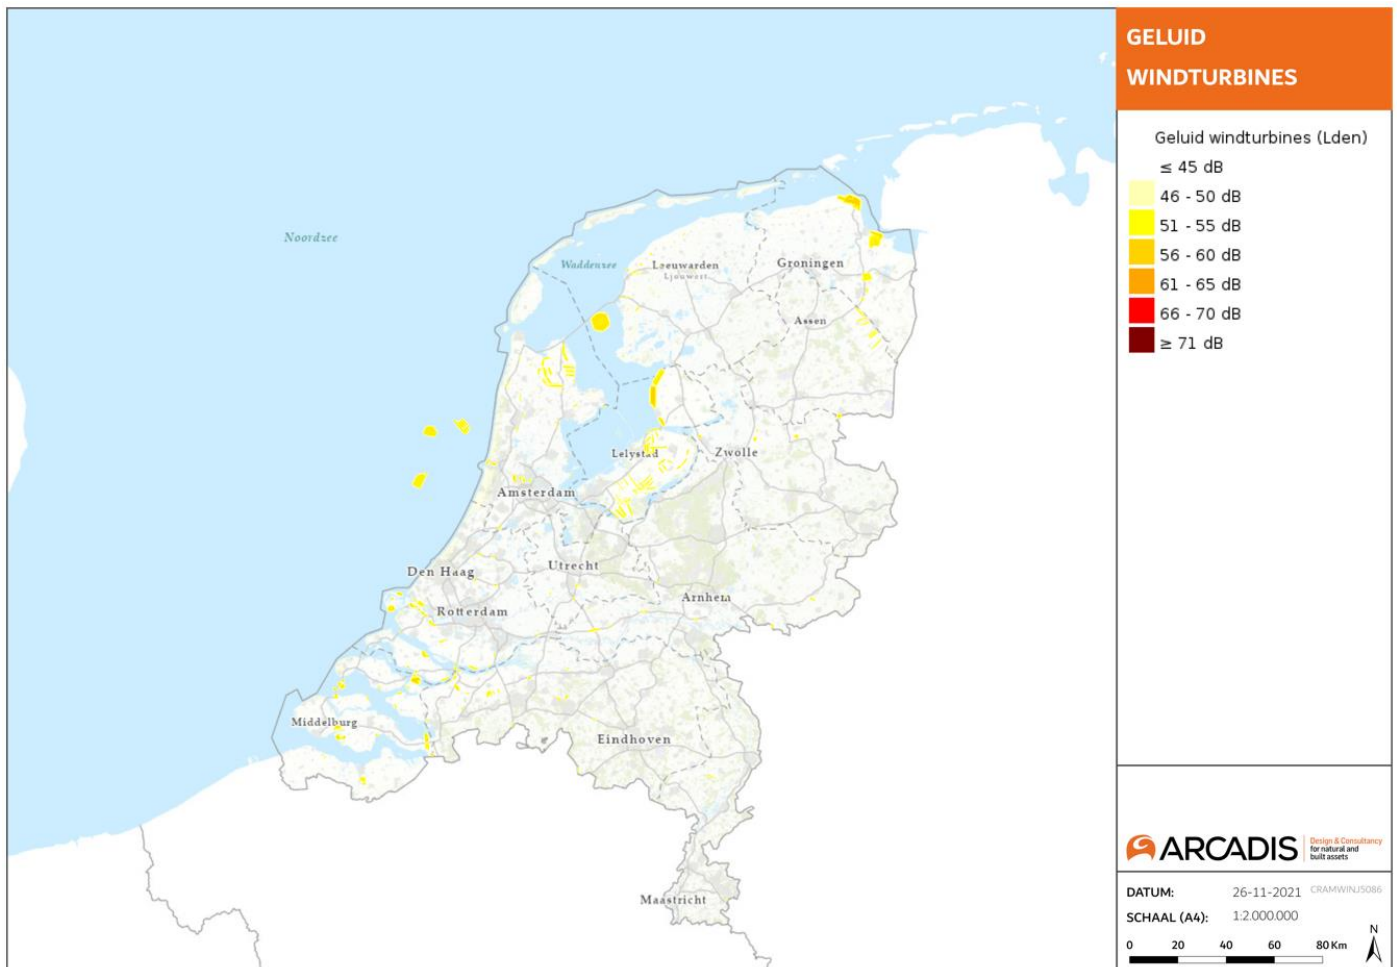 GELUID
WINDTURBINES
Geluid windturbines (Lden)
≤ 45 dB
46 - 50 dB
51 - 55 dB
56 - 60 dB
61 - 65 dB
66 - 70 dB
≥ 71 dB
Noordzee
Waddenzee
Leeuwarden
Ljouwert
Groningen
Assen
Lelystad
Zwolle
Amsterdam
Den Haag
Utrecht
Arnhem
Rotterdam
Middelburg
Eindhoven
Maastricht
ARCADIS
Design & Consultancy
for natural and
built assets
DATUM: 26-11-2021 CRAMWINJ5086
SCHAAL (A4): 1:2.000.000
0 20 40 60 80 Km
N